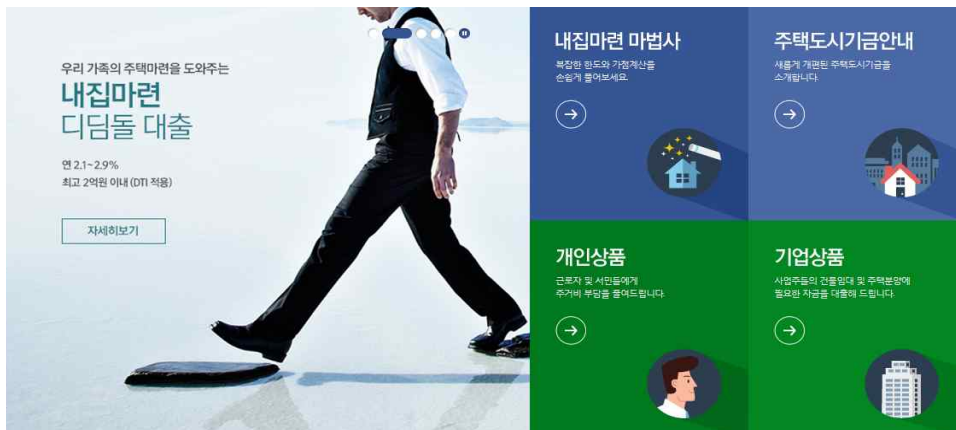 우리 가족의 주택마련을 도와주는
내집마련
디딤돌 대출
연 2.1~2.9%
최고 2억원 이내 (DTI 적용)
자세히보기
내집마련 마법사
복잡한 한도와 가점계산을
손쉽게 풀어보세요.
주택도시기금안내
새롭게 개편된 주택도시기금을
소개합니다.
개인상품
근로자 및 서민들에게
주거비 부담을 줄여드립니다.
기업상품
사업주들의 건물임대 및 주택분양에
필요한 자금을 대출해 드립니다.